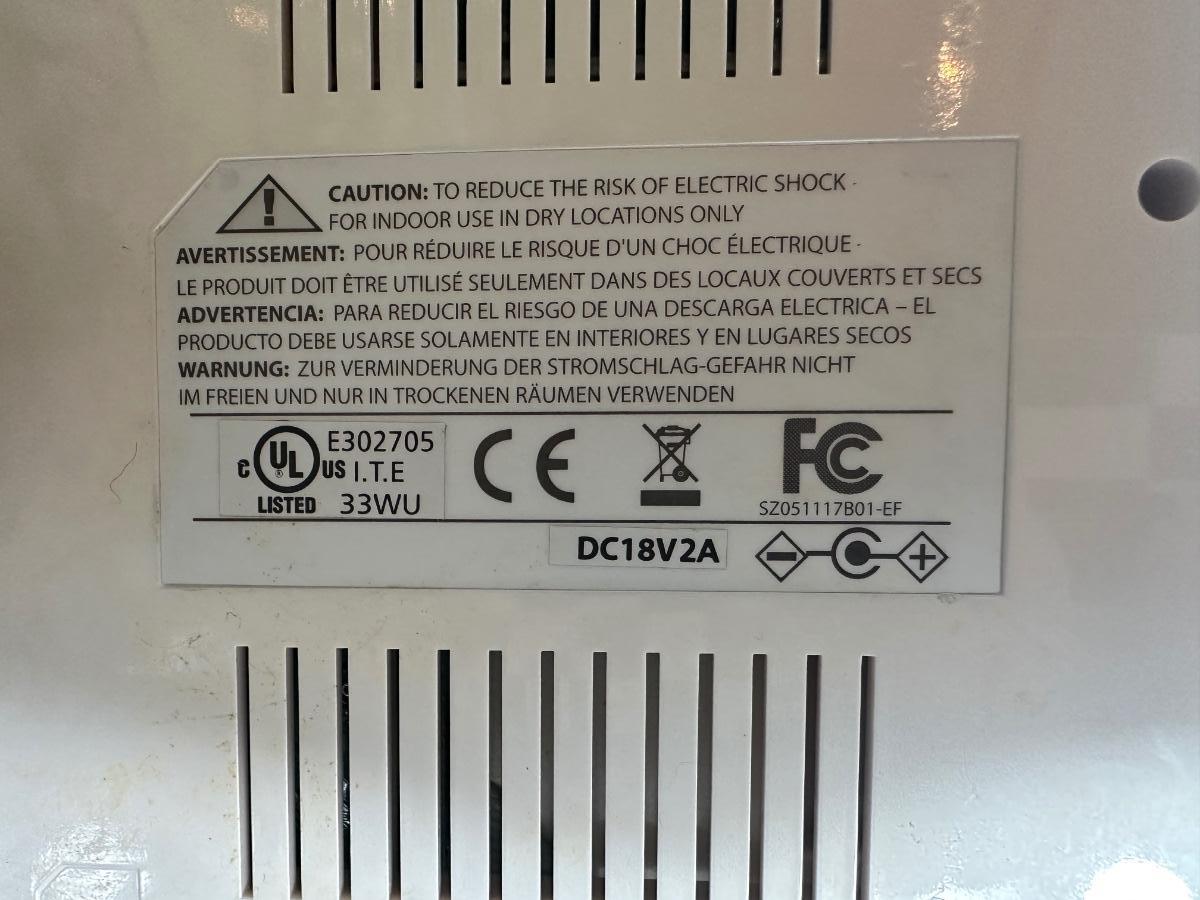 CAUTION: TO REDUCE THE RISK OF ELECTRIC SHOCK -
FOR INDOOR USE IN DRY LOCATIONS ONLY
AVERTISSEMENT: POUR RÉDUIRE LE RISQUE D'UN CHOC ÉLECTRIQUE -
LE PRODUIT DOIT ÊTRE UTILISÉ SEULEMENT DANS DES LOCAUX COUVERTS ET SECS
ADVERTENCIA: PARA REDUCIR EL RIESGO DE UNA DESCARGA ELECTRICA – EL
PRODUCTO DEBE USARSE SOLAMENTE EN INTERIORES Y EN LUGARES SECOS
WARNUNG: ZUR VERMINDERUNG DER STROMSCHLAG-GEFAHR NICHT
IM FREIEN UND NUR IN TROCKENEN RÄUMEN VERWENDEN
E302705
C UL® US I.T.E
LISTED 33WU
CE
FC
SZ051117B01-EF
DC18V2A